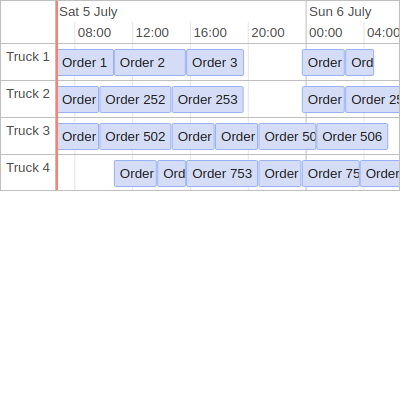 Sat 5 July Sun 6 July
08:00 12:00 16:00 20:00 00:00 04:00
Truck 1 Order 1 Order 2 Order 3 Order Ord
Truck 2 Order Order 252 Order 253 Order Order 25
Truck 3 Order Order 502 Order Order Order 50 Order 506
Truck 4 Order Ord Order 753 Order Order 75 Order